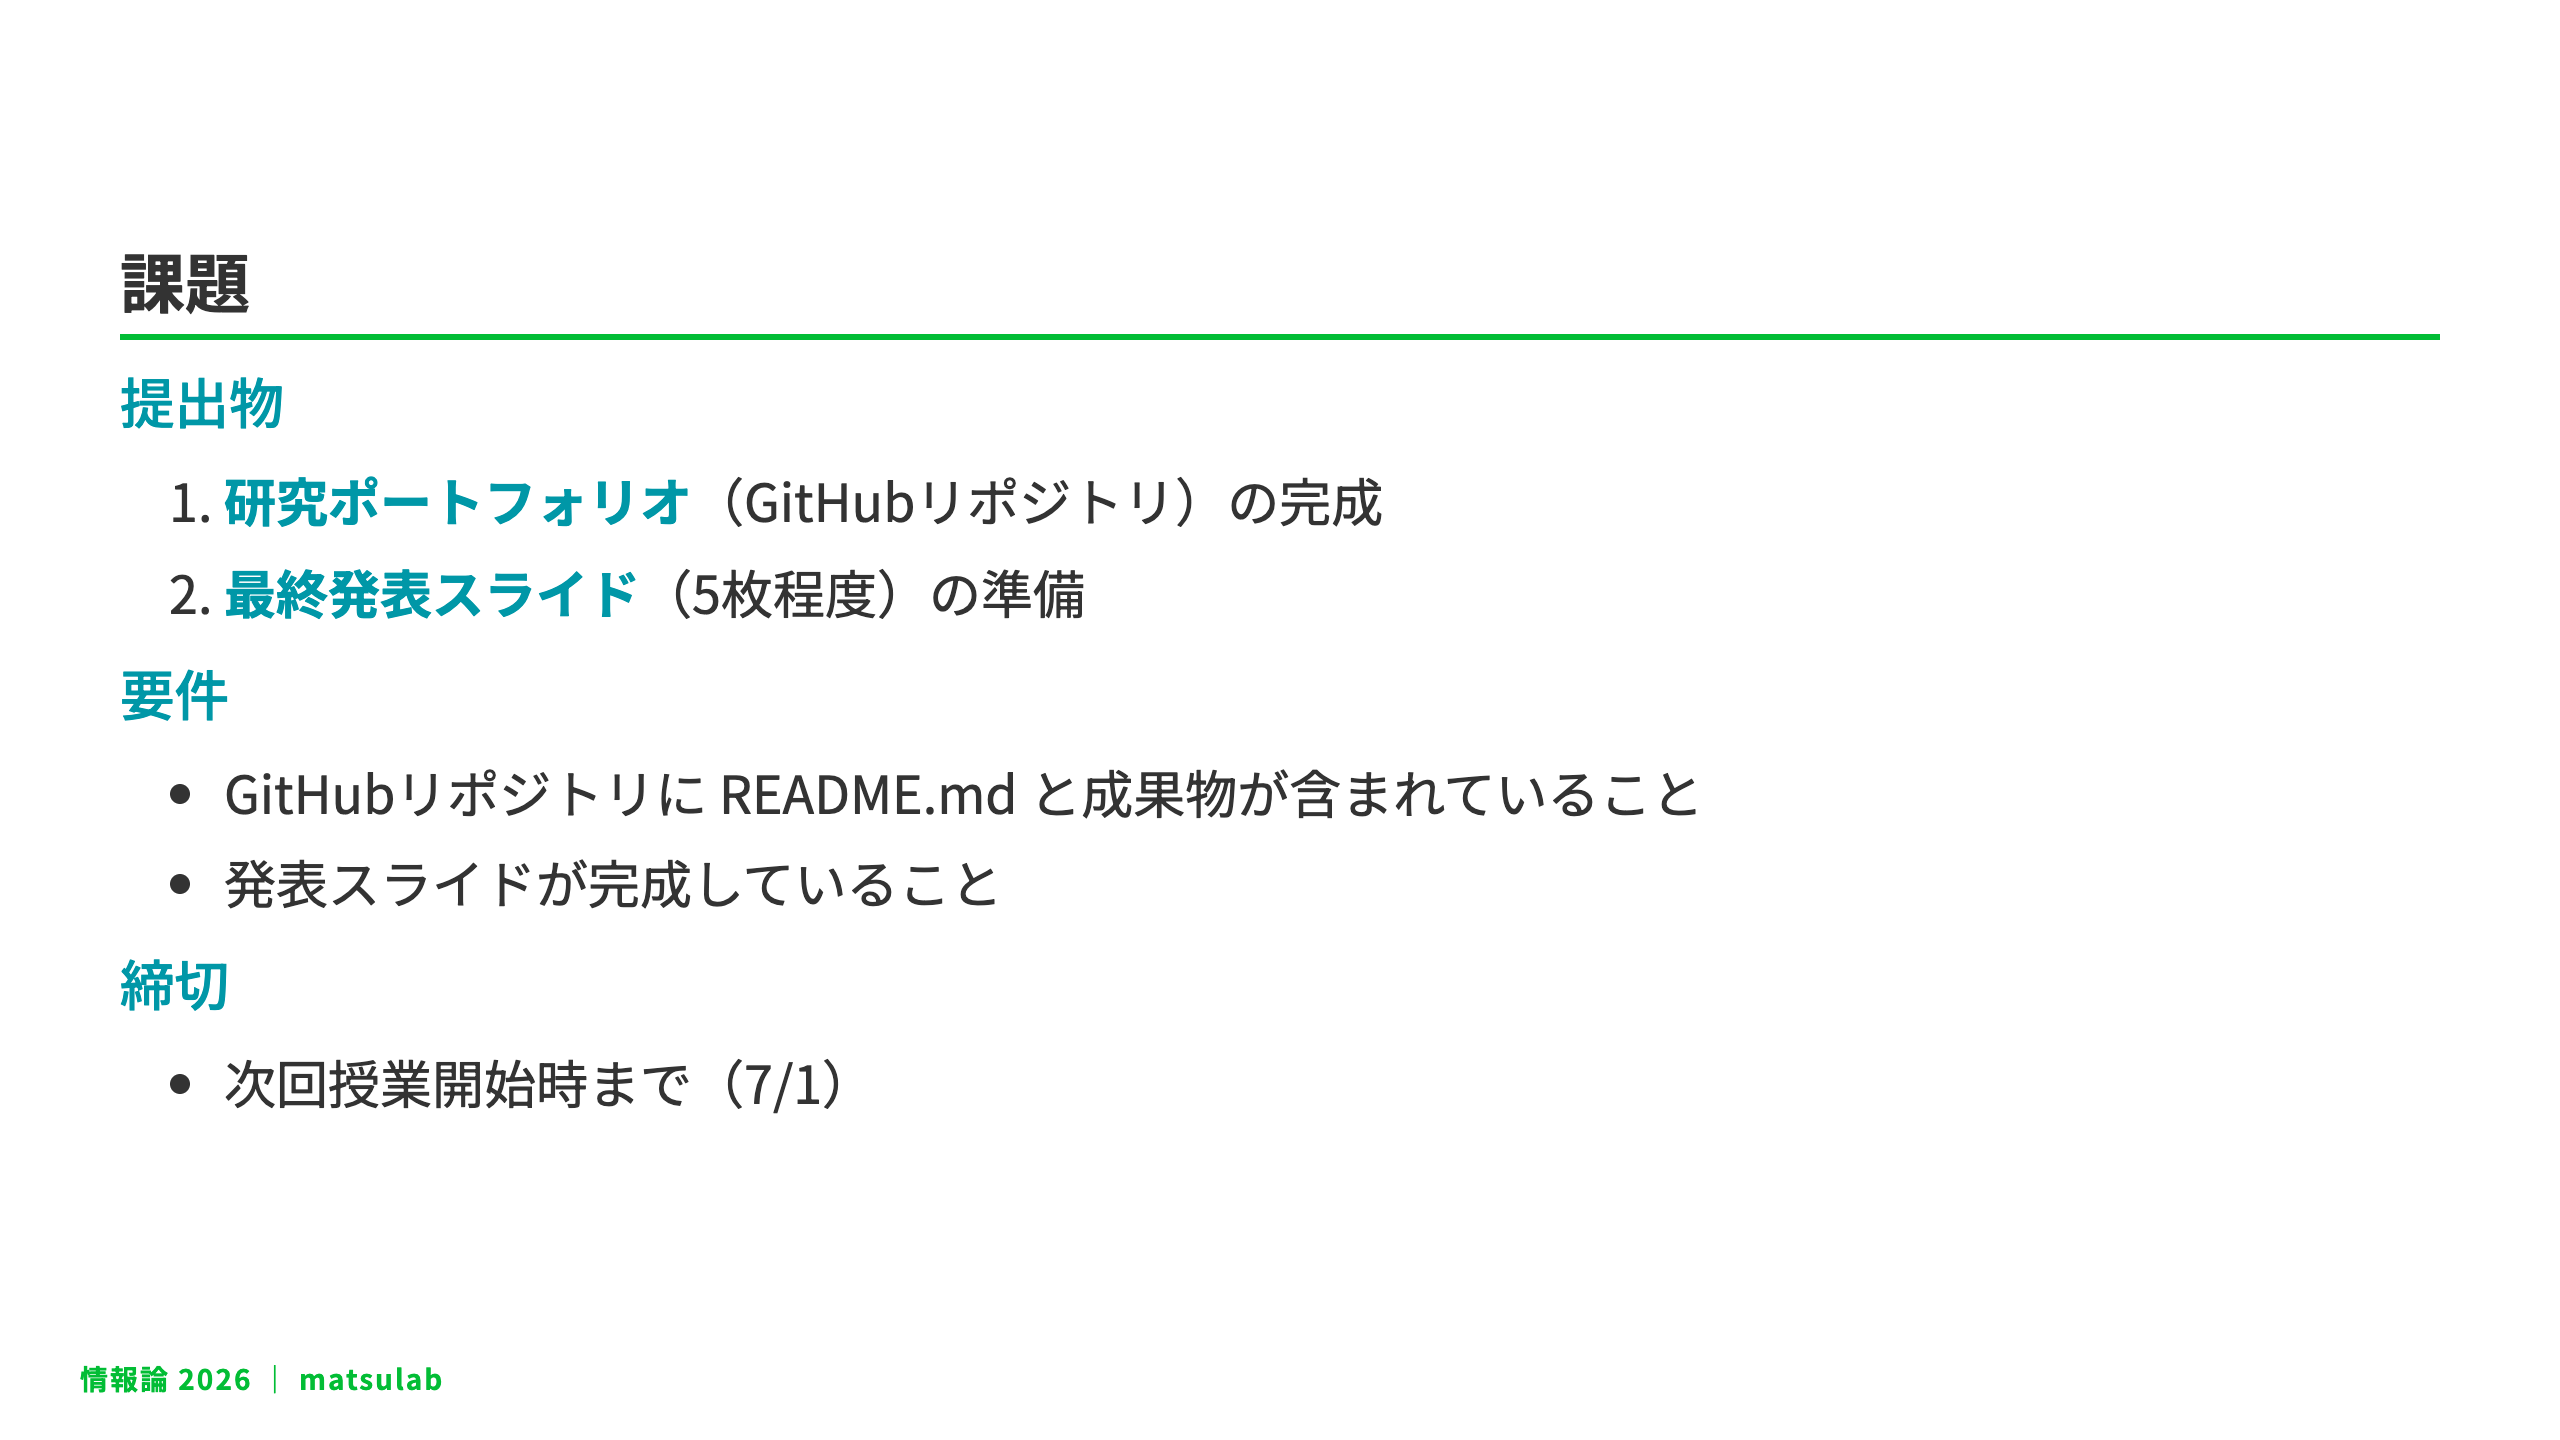 課題
提出物
1. 研究ポートフォリオ（GitHubリポジトリ）の完成
2. 最終発表スライド（5枚程度）の準備
要件
• GitHubリポジトリに README.md と成果物が含まれていること
• 発表スライドが完成していること
締切
• 次回授業開始時まで（7/1）
情報論 2026 ｜ matsulab